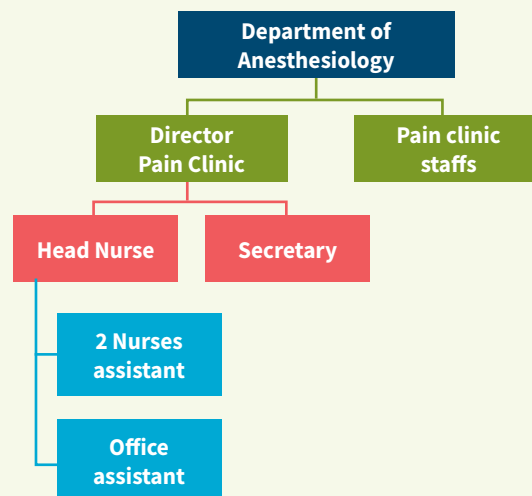 Department of
Anesthesiology
Director
Pain Clinic
Pain clinic
staffs
Head Nurse
Secretary
2 Nurses
assistant
Office
assistant